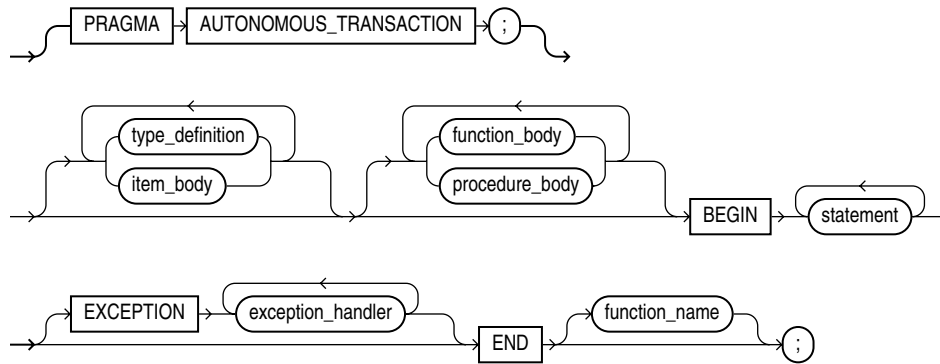 PRAGMA AUTONOMOUS_TRANSACTION ;
type_definition function_body
item_body procedure_body
BEGIN statement
EXCEPTION exception_handler function_name
END ;